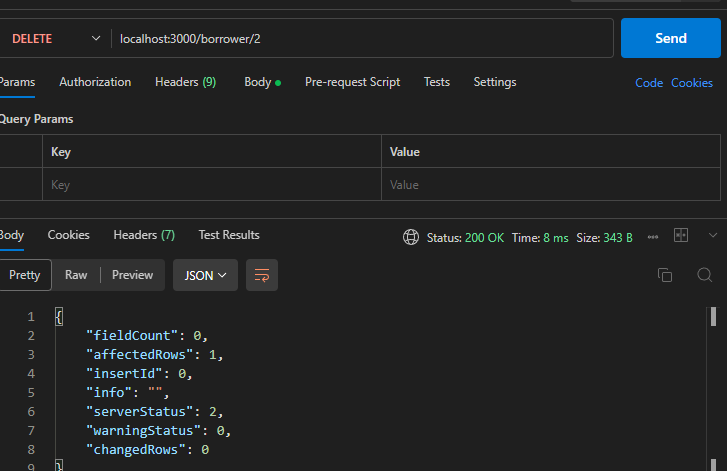 DELETE localhost:3000/borrower/2 Send
Params Authorization Headers (9) Body Pre-request Script Tests Settings Code Cookies
Query Params
Key Value
Key Value
Body Cookies Headers (7) Test Results Status: 200 OK Time: 8 ms Size: 343 B
Pretty Raw Preview JSON
1 {
2 "fieldCount": 0,
3 "affectedRows": 1,
4 "insertId": 0,
5 "info": "",
6 "serverStatus": 2,
7 "warningStatus": 0,
8 "changedRows": 0
9 }